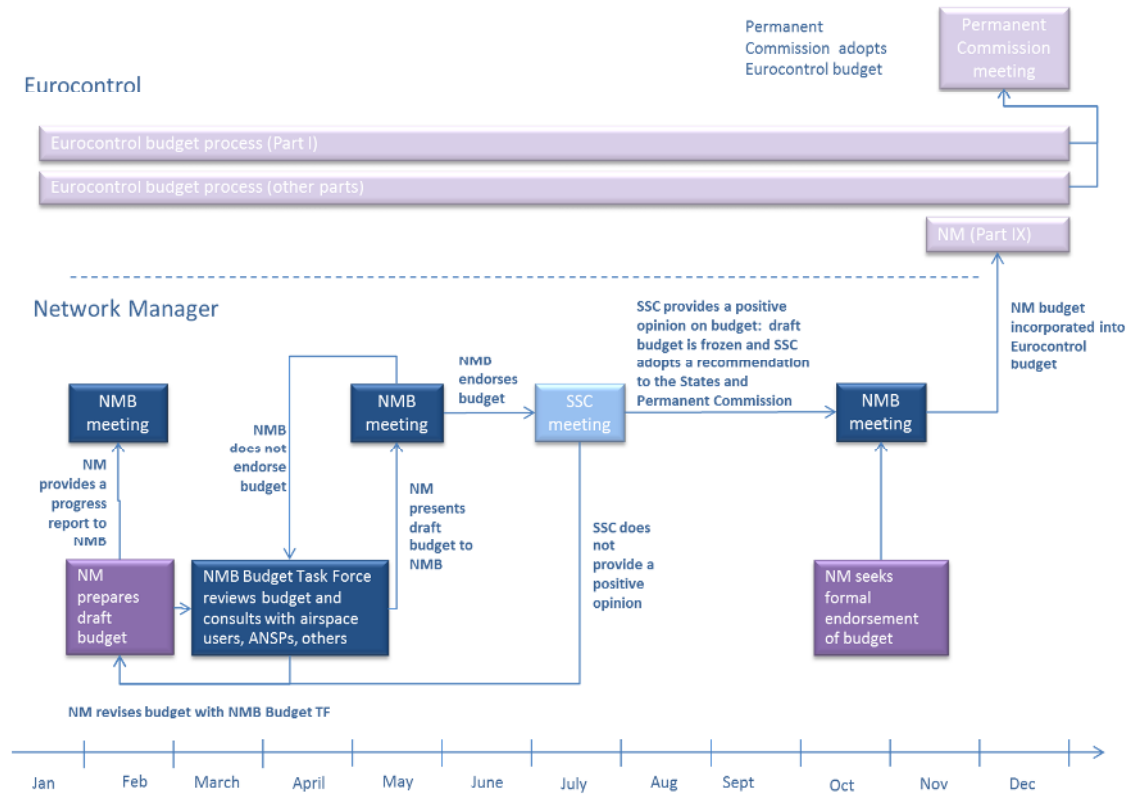 Permanent
Commission adopts
Eurocontrol budget
Permanent
Commission
meeting
Eurocontrol
Eurocontrol budget process (Part I)
Eurocontrol budget process (other parts)
NM (Part IX)
Network Manager
SSC provides a positive
opinion on budget: draft
budget is frozen and SSC
adopts a recommendation
to the States and
Permanent Commission
NM budget
incorporated into
Eurocontrol
budget
NMB
endorses
budget
NMB
meeting
NMB
meeting
SSC
meeting
NMB
meeting
NMB
does not
endorse
budget
NM
provides a
progress
report to
NMB
NM
presents
draft
budget to
NMB
SSC does
not
provide a
positive
opinion
NM
prepares
draft
budget
NMB Budget Task Force
reviews budget and
consults with airspace
users, ANSPs, others
NM seeks
formal
endorsement
of budget
NM revises budget with NMB Budget TF
Jan Feb March April May June July Aug Sept Oct Nov Dec